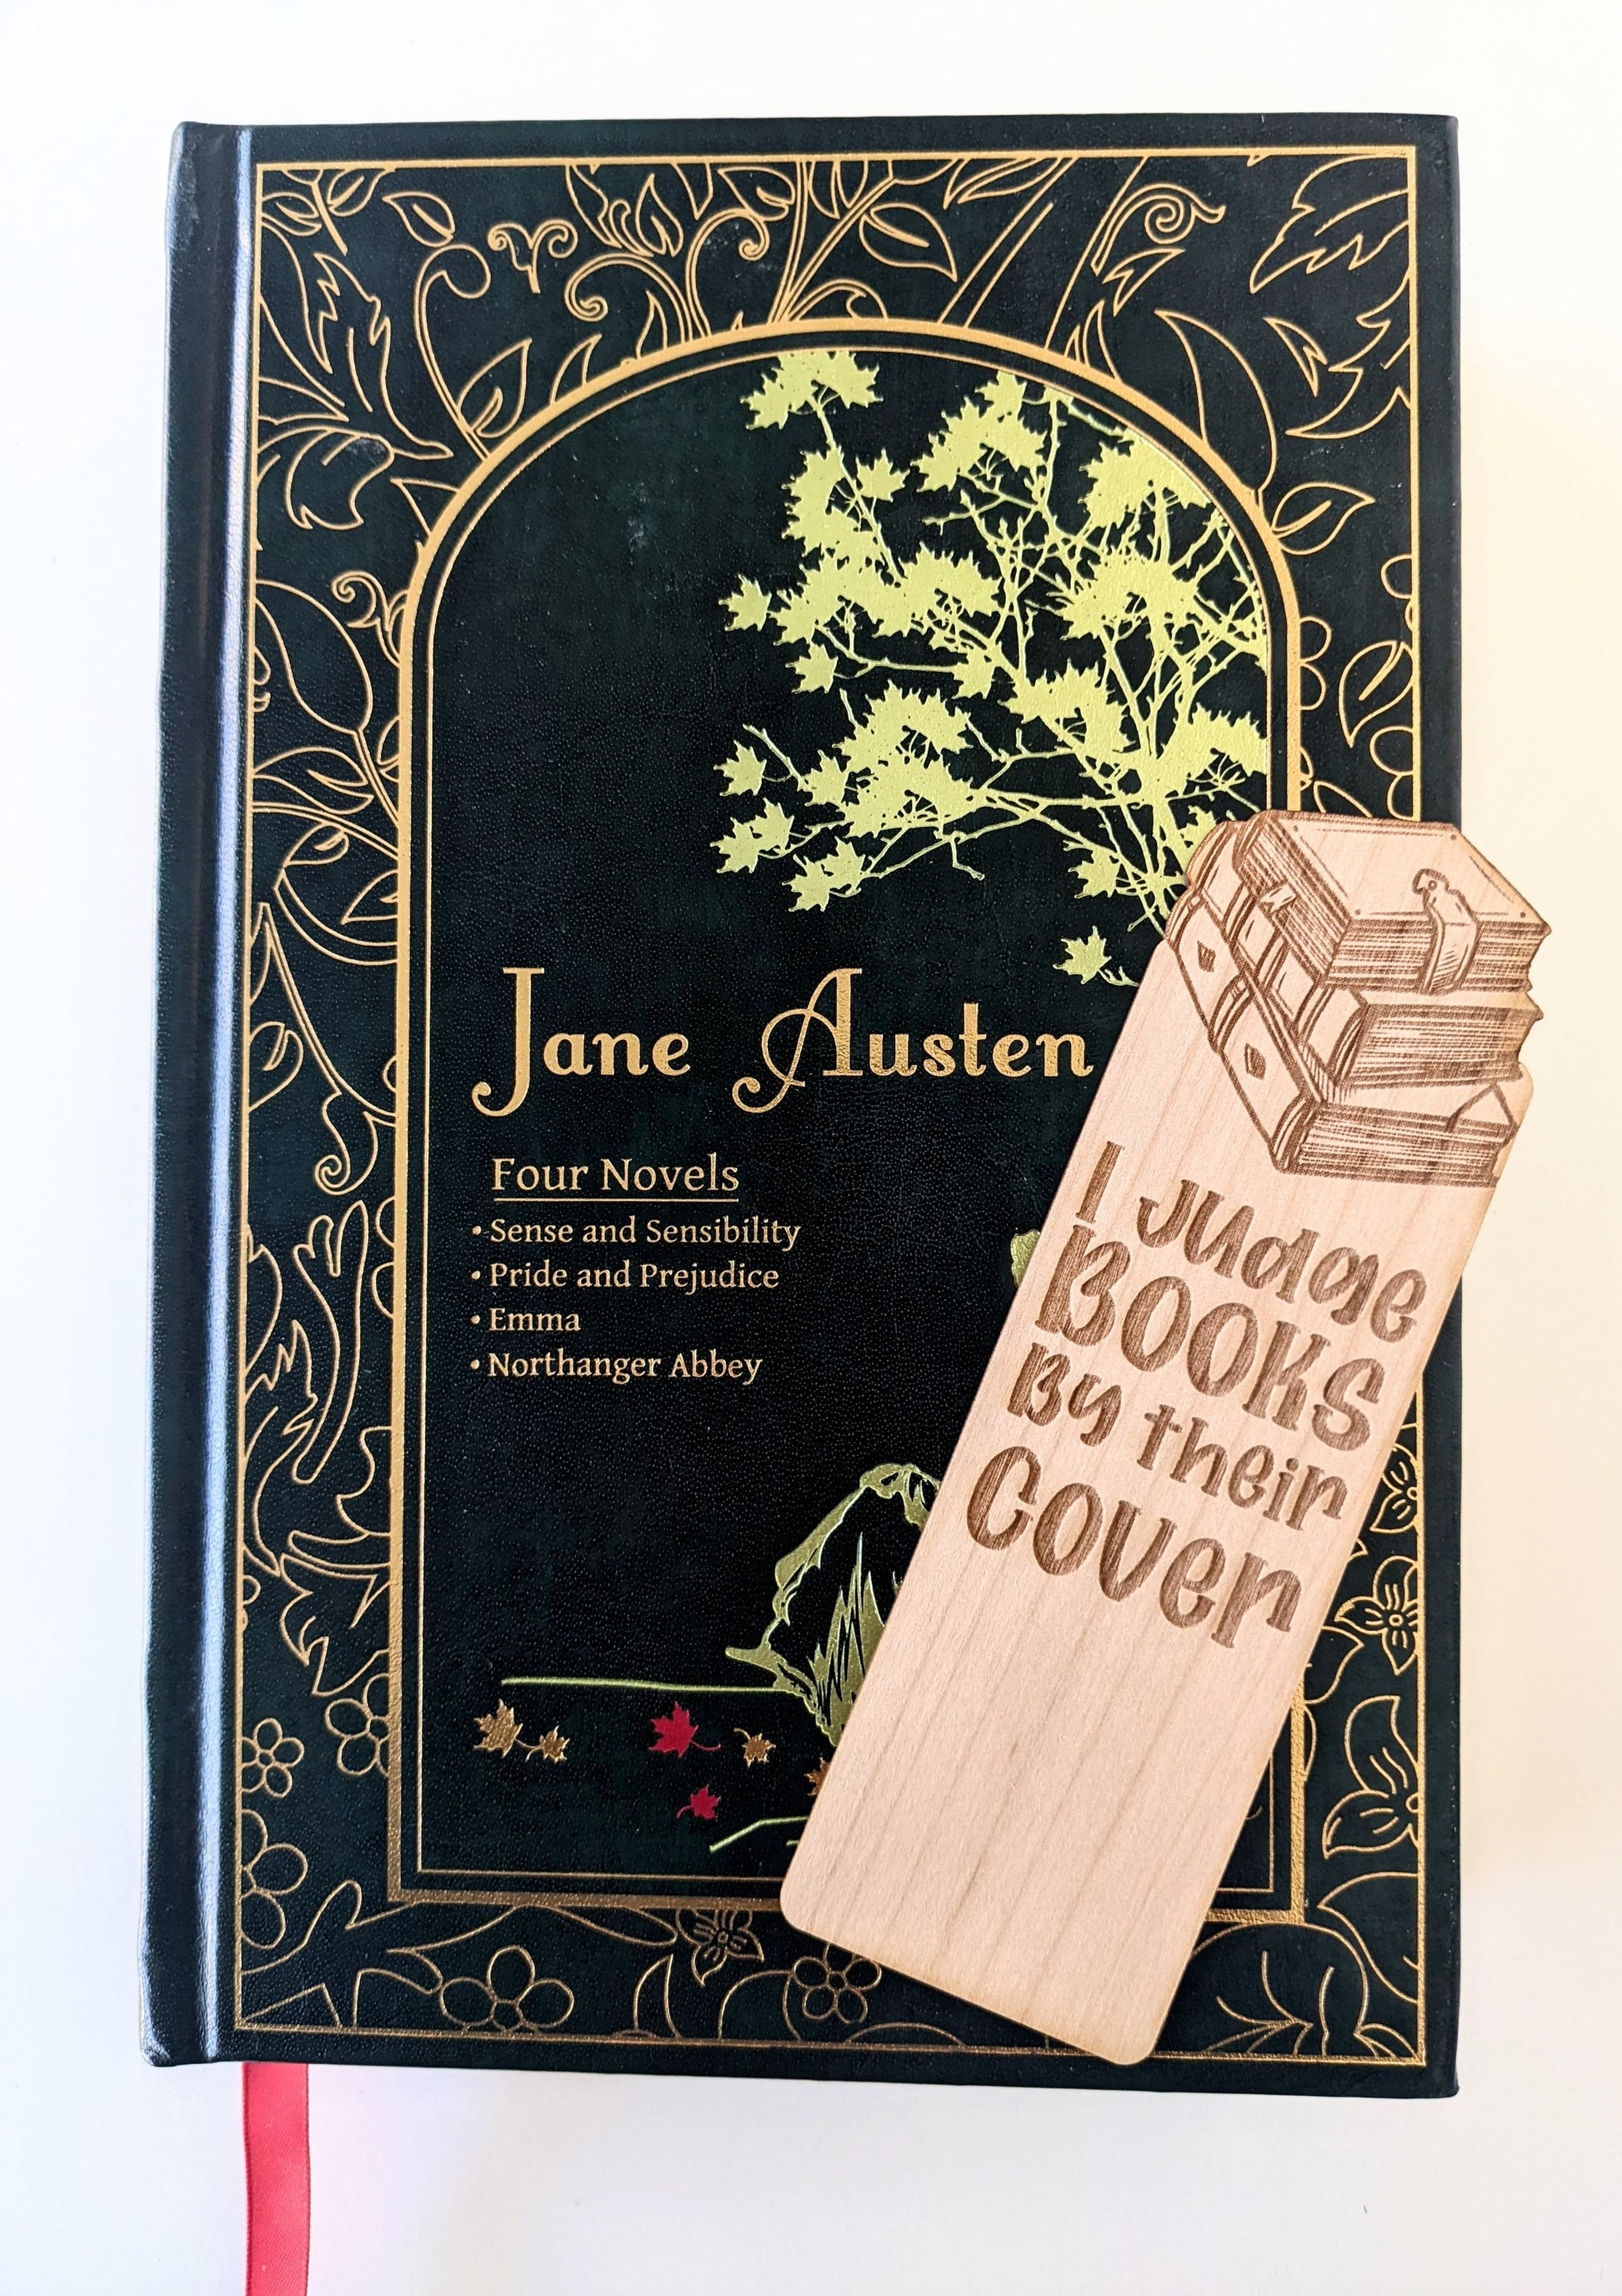 Jane Austen
Four Novels
• Sense and Sensibility
• Pride and Prejudice
• Emma
• Northanger Abbey
I Judge
BOOKS
By their
COVER